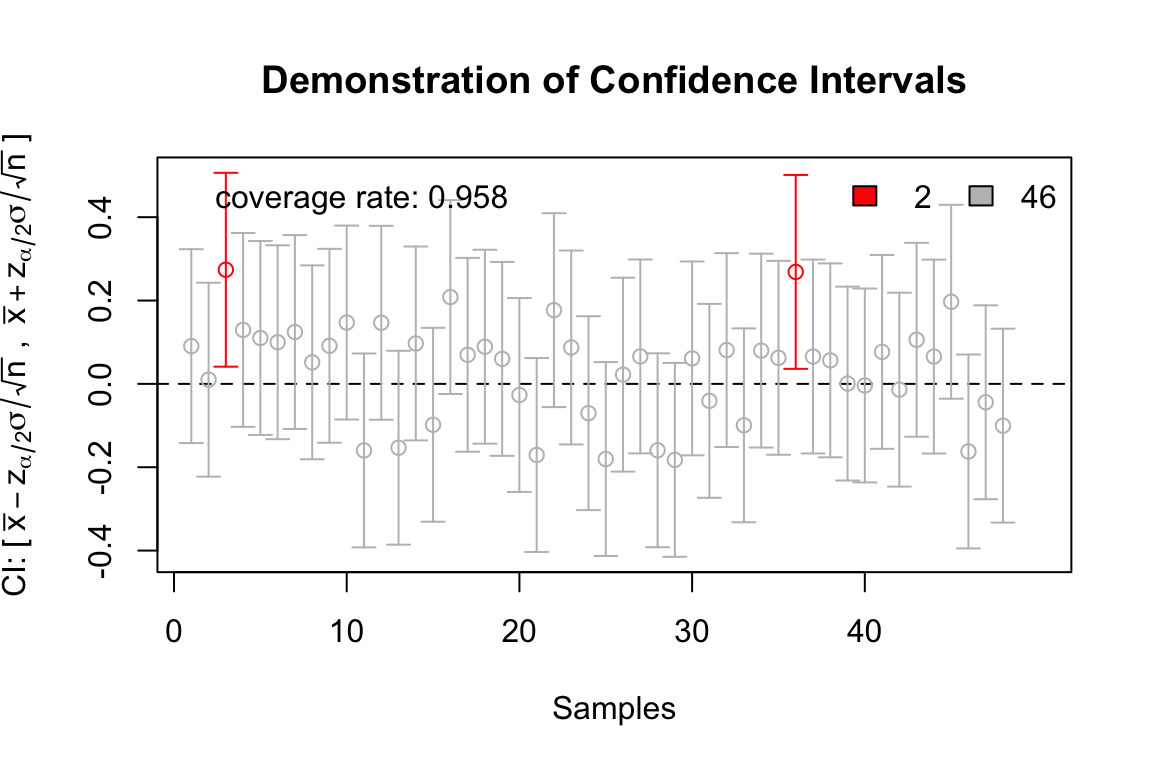 Demonstration of Confidence Intervals
CI: [ x̅ − zα/2σ/√n , x̅ + zα/2σ/√n ]
coverage rate: 0.958
2
46
0.4
0.2
0.0
-0.2
-0.4
0 10 20 30 40
Samples